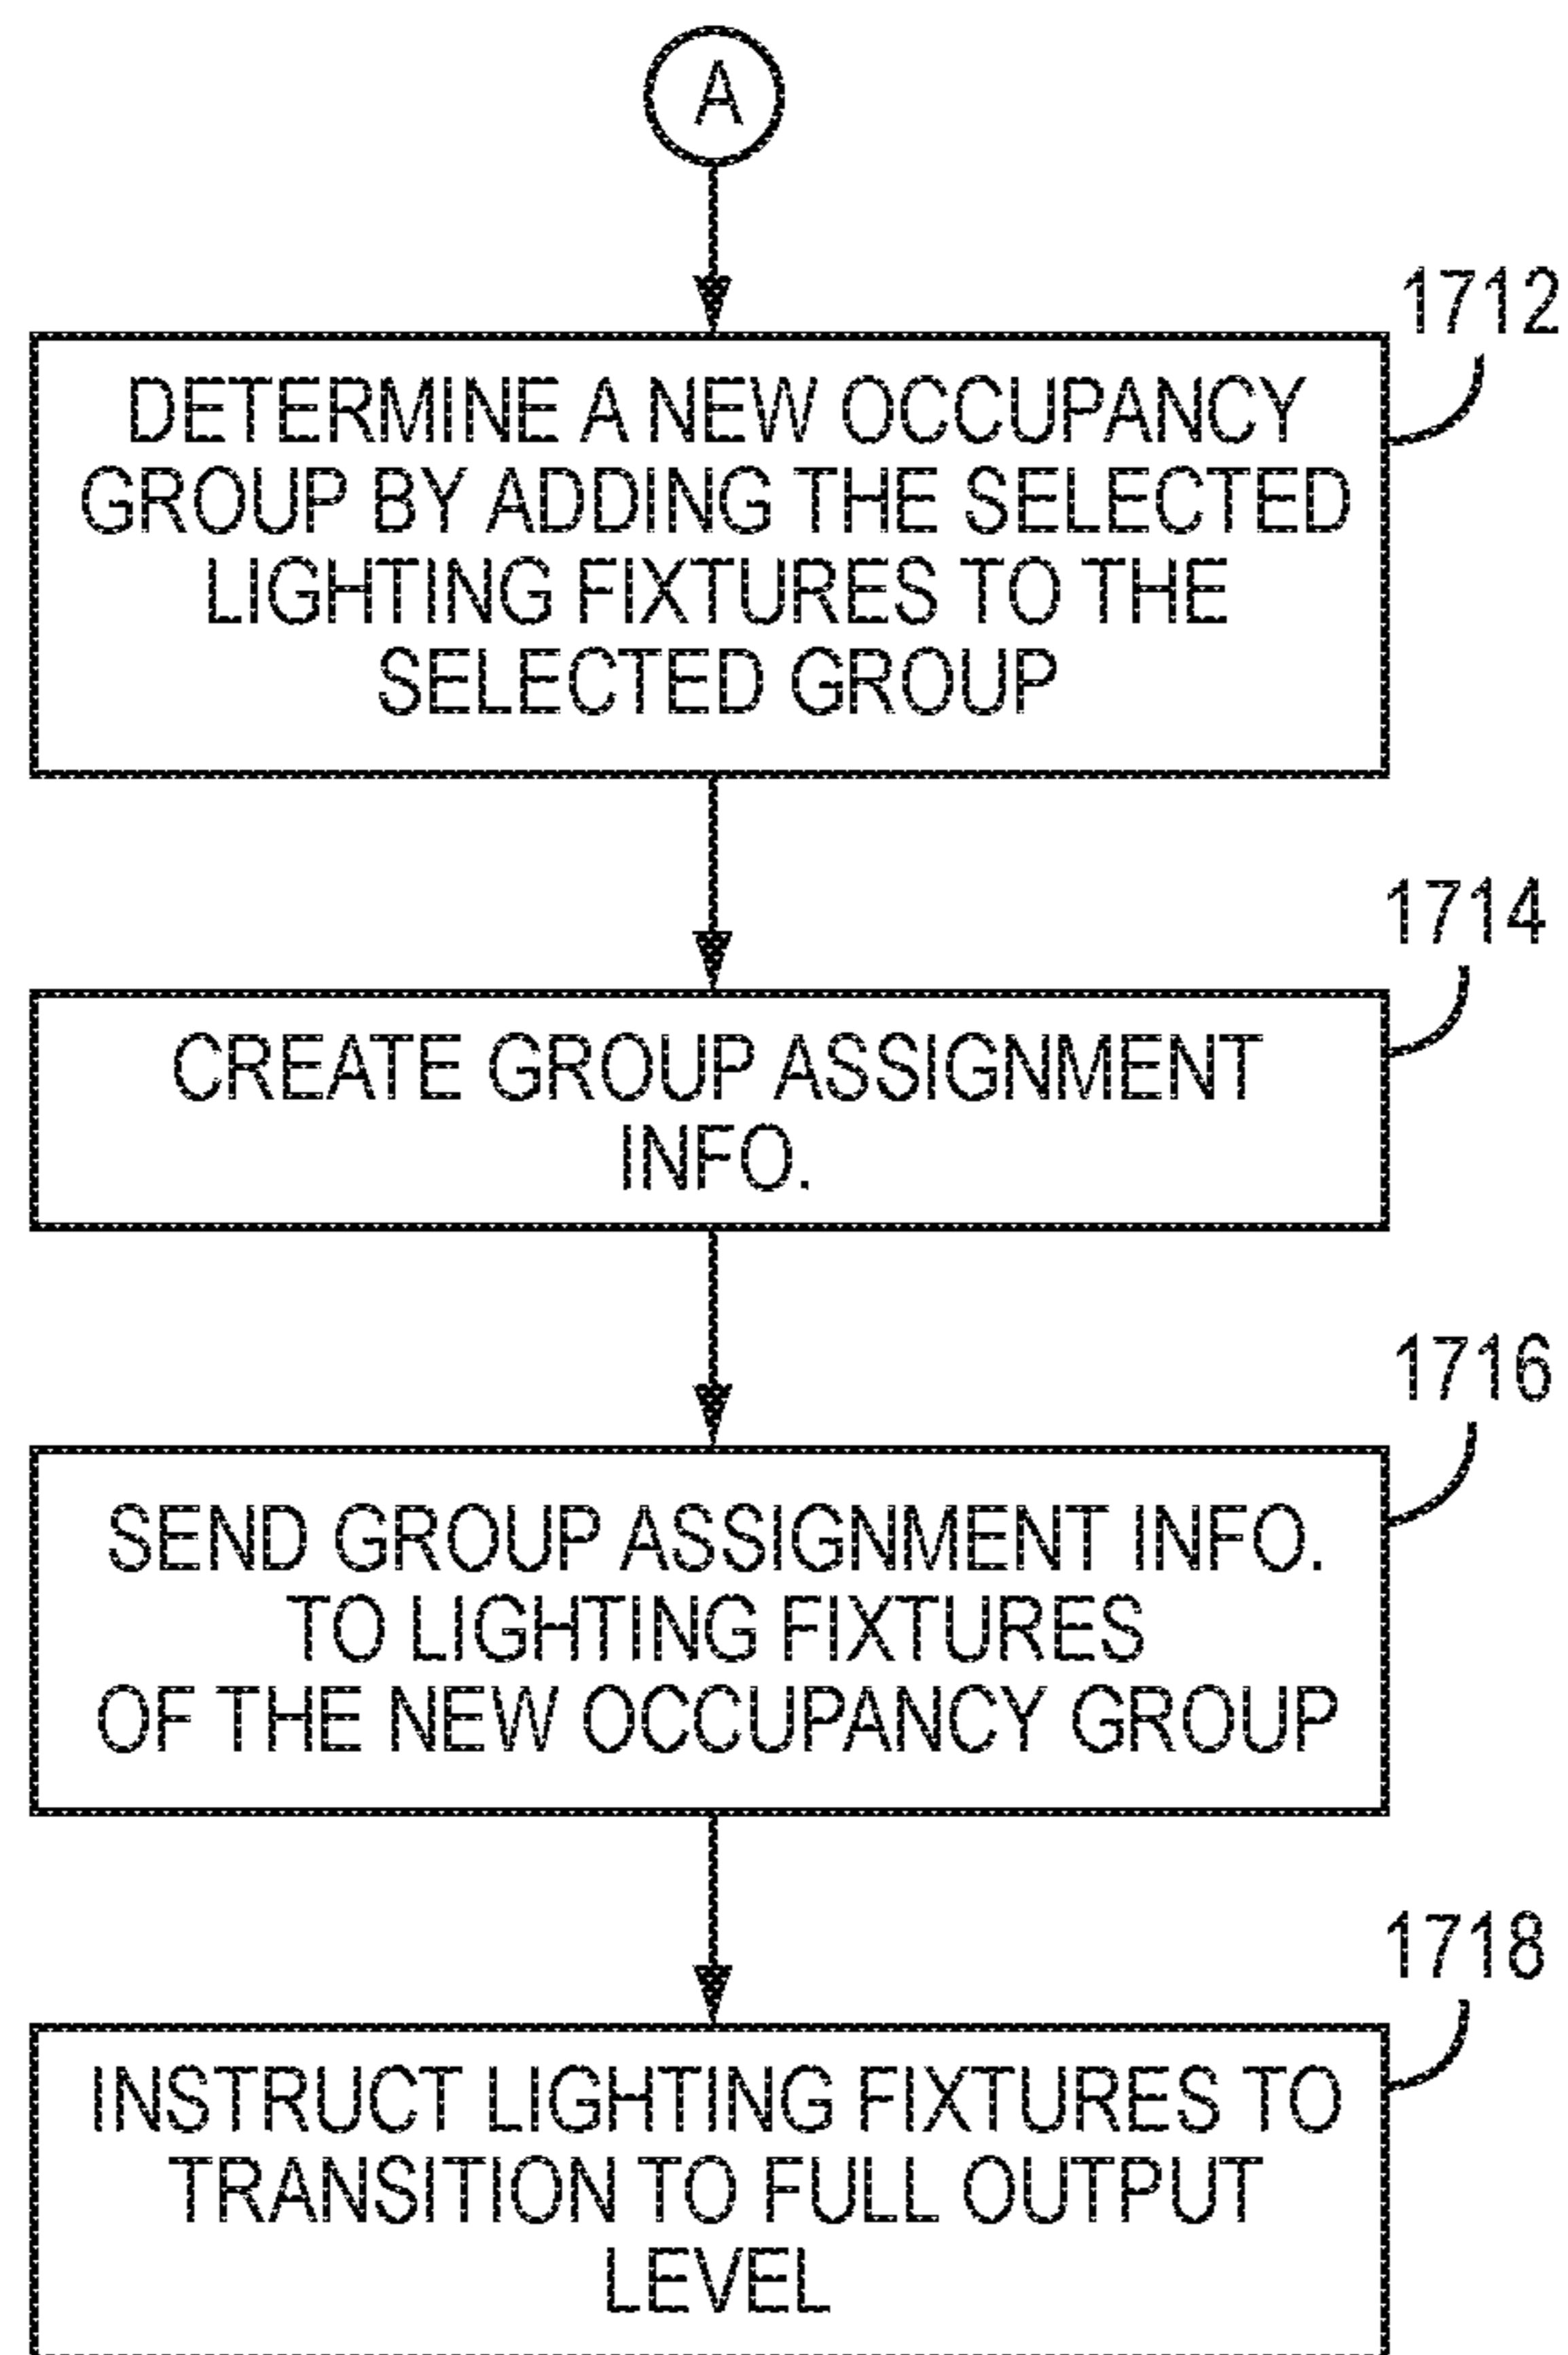 A
1712
DETERMINE A NEW OCCUPANCY
GROUP BY ADDING THE SELECTED
LIGHTING FIXTURES TO THE
SELECTED GROUP
1714
CREATE GROUP ASSIGNMENT
INFO.
1716
SEND GROUP ASSIGNMENT INFO.
TO LIGHTING FIXTURES
OF THE NEW OCCUPANCY GROUP
1718
INSTRUCT LIGHTING FIXTURES TO
TRANSITION TO FULL OUTPUT
LEVEL